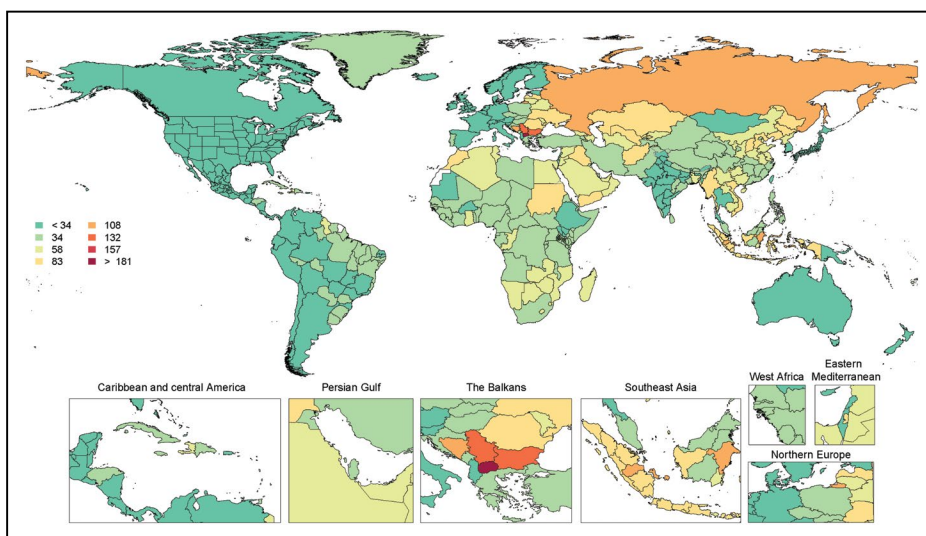 < 34
34
58
83
108
132
157
> 181
Caribbean and central America
Persian Gulf
The Balkans
Southeast Asia
West Africa
Eastern
Mediterranean
Northern Europe